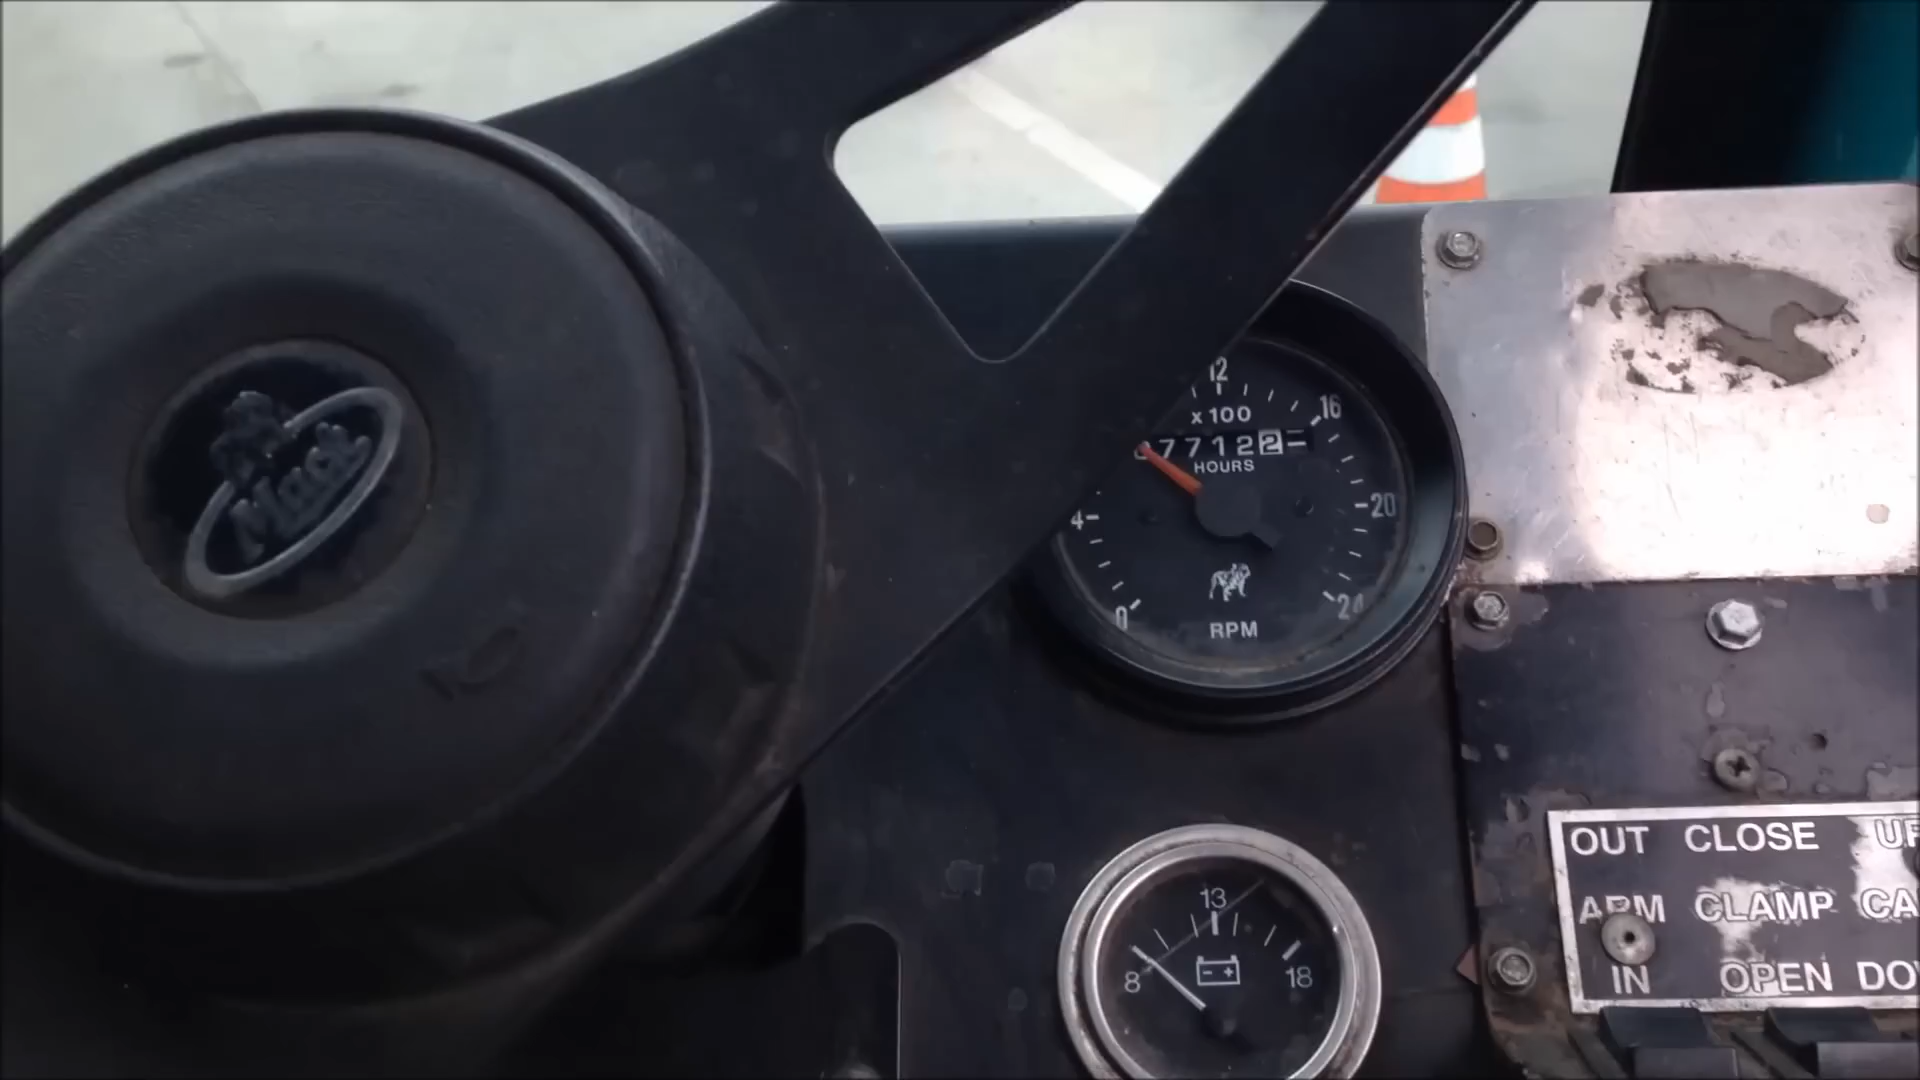 Mack
12
x100
16
77122
HOURS
4
20
0
24
RPM
OUT CLOSE
13
ARM CLAMP
8
18
IN OPEN